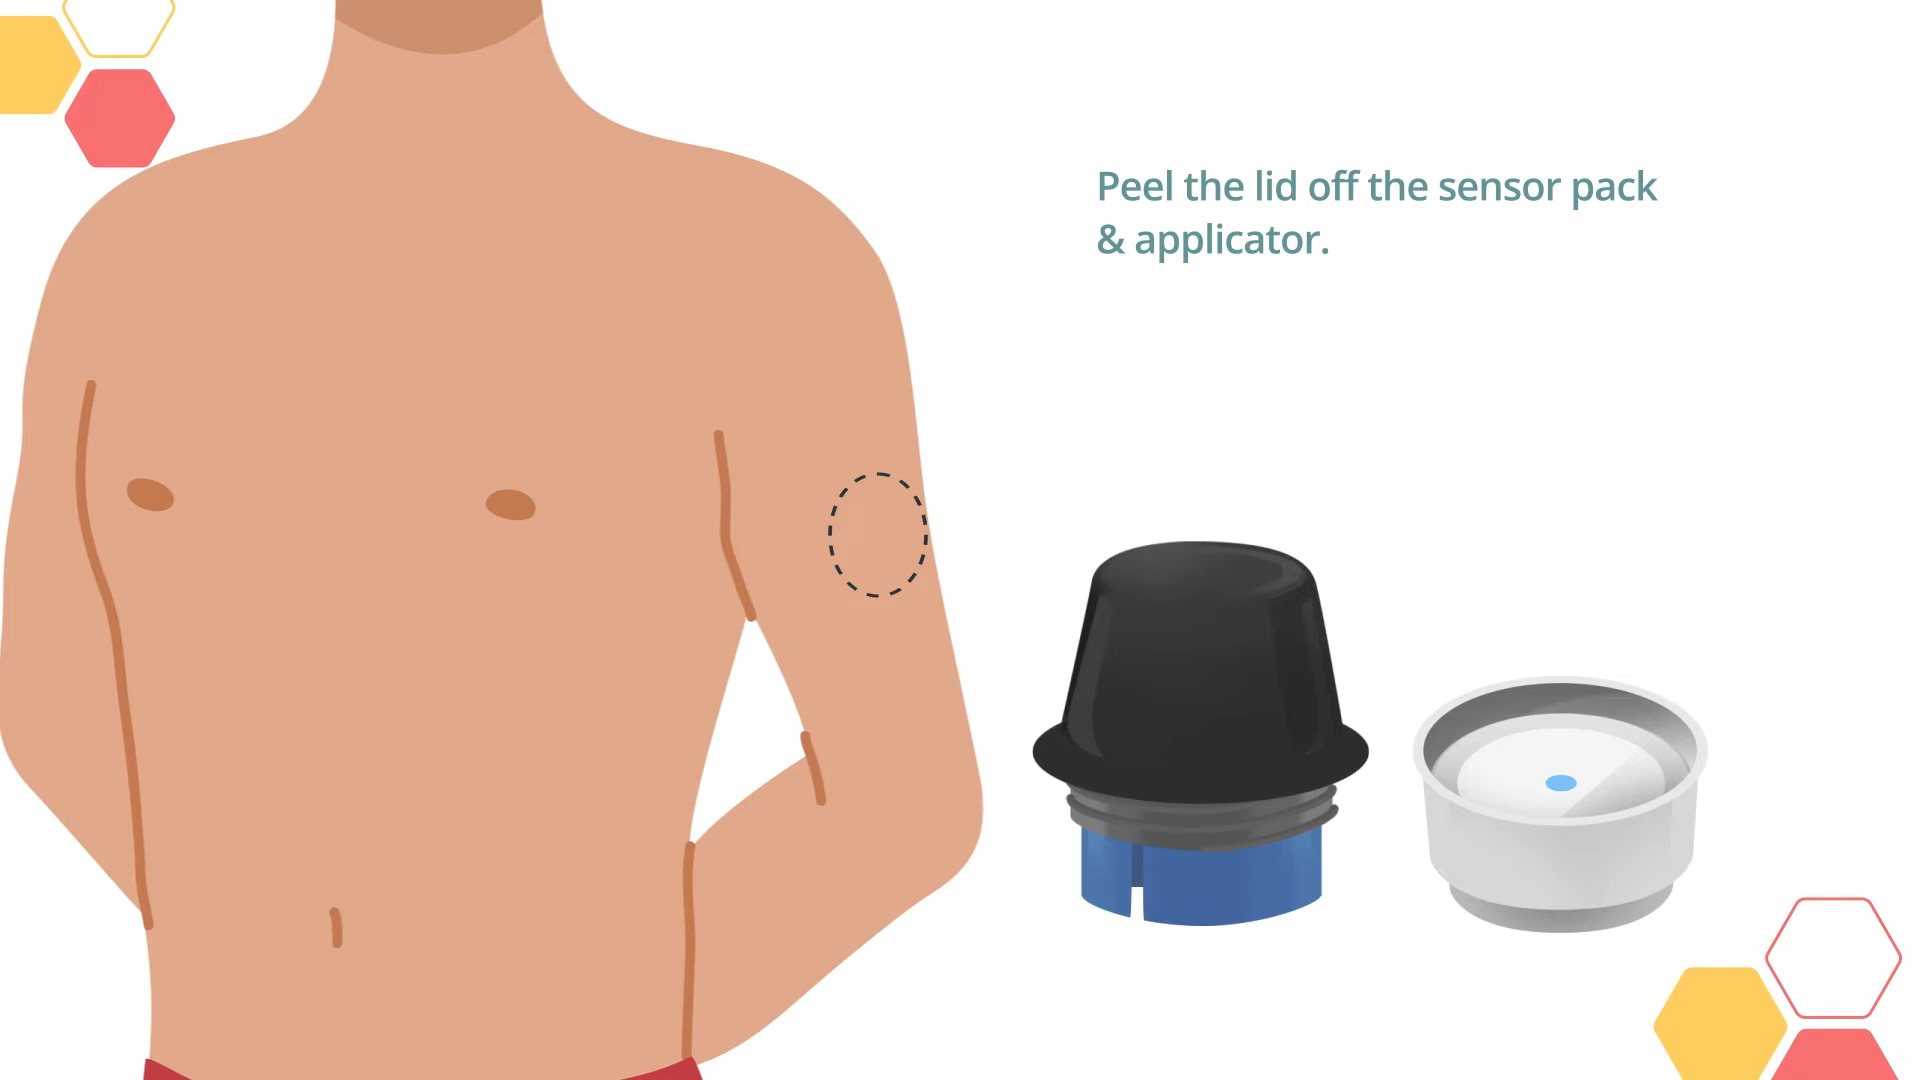 Peel the lid off the sensor pack
& applicator.